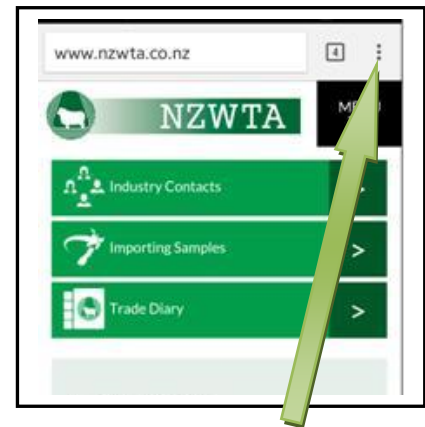 www.nzwta.co.nz 4
NZWTA
Industry Contacts >
Importing Samples >
Trade Diary >